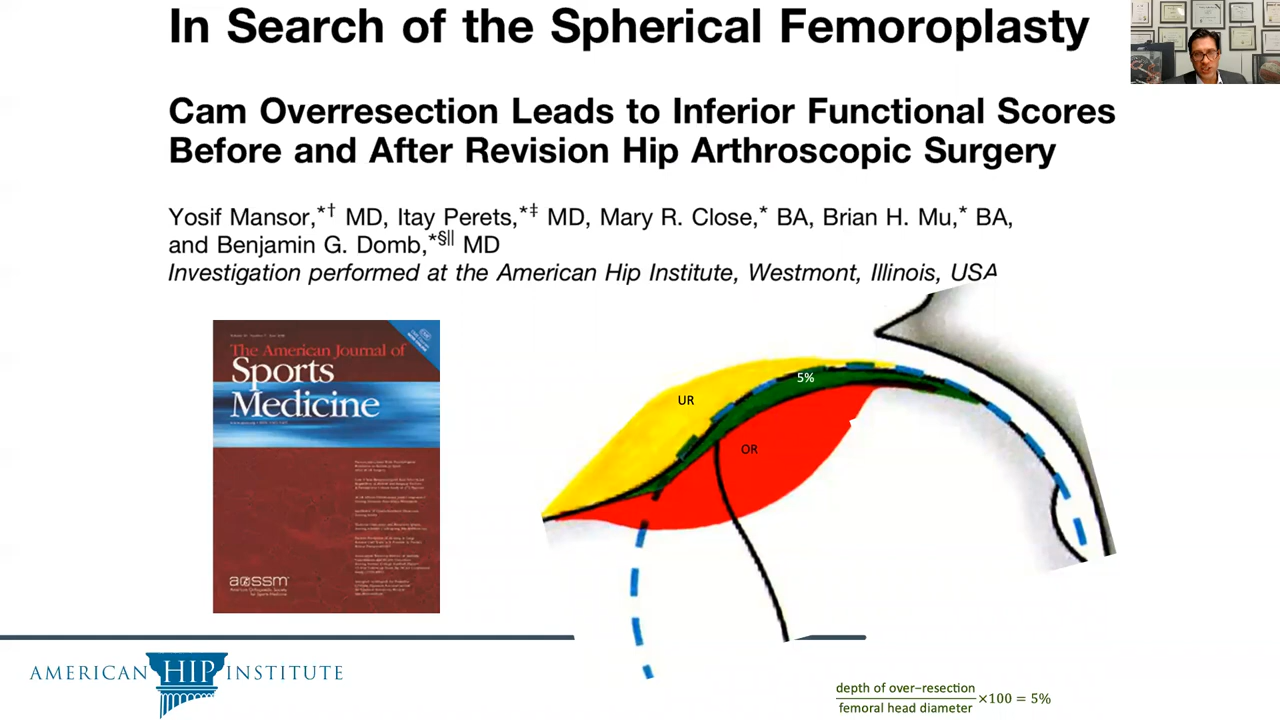 In Search of the Spherical Femoroplasty
Cam Overresection Leads to Inferior Functional Scores
Before and After Revision Hip Arthroscopic Surgery
Yosif Mansor,*† MD, Itay Perets,*‡ MD, Mary R. Close,* BA, Brian H. Mu,* BA,
and Benjamin G. Domb,*§|| MD
Investigation performed at the American Hip Institute, Westmont, Illinois, USA
The American Journal of
Sports
Medicine
aossm
UR
5%
OR
AMERICAN HIP INSTITUTE
depth of over−resection
femoral head diameter
×100 = 5%